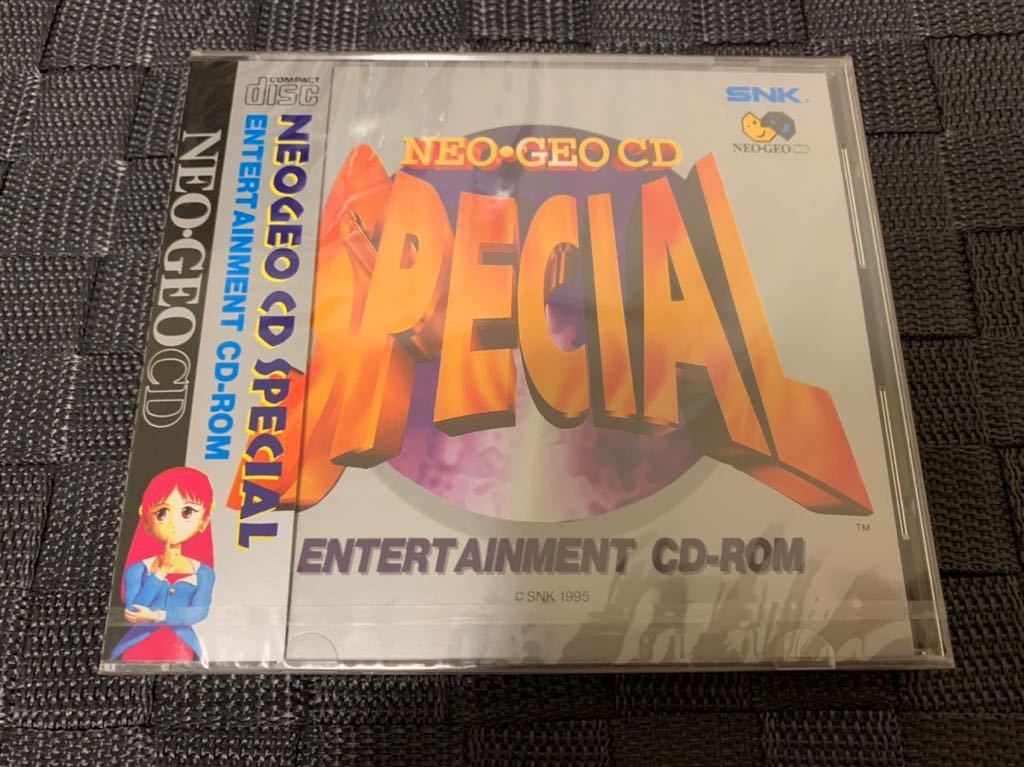 COMPACT
disc
NEO•GEO CD
NEOGEO CD SPECIAL
ENTERTAINMENT CD-ROM
SNK.
NEO•GEO CD
NEO•GEO CD
SPECIAL
TM
ENTERTAINMENT CD-ROM
© SNK 1995